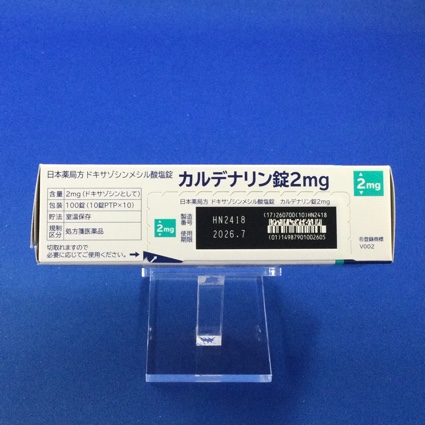 日本薬局方 ドキサゾシンメシル酸塩錠
カルデナリン錠2mg
2mg
含量 2mg(ドキサゾシンとして)
包装 100錠(10錠PTP×10)
貯法 室温保存
規制区分 処方箋医薬品
切取れますので
必要に応じてご使用ください。
日本薬局方 ドキサゾシンメシル酸塩錠 カルデナリン錠2mg
2mg
製造番号 HN2418
使用期限 2026.7
(17)260700(10)HN2418
(01)14987901002605
®登録商標
V002